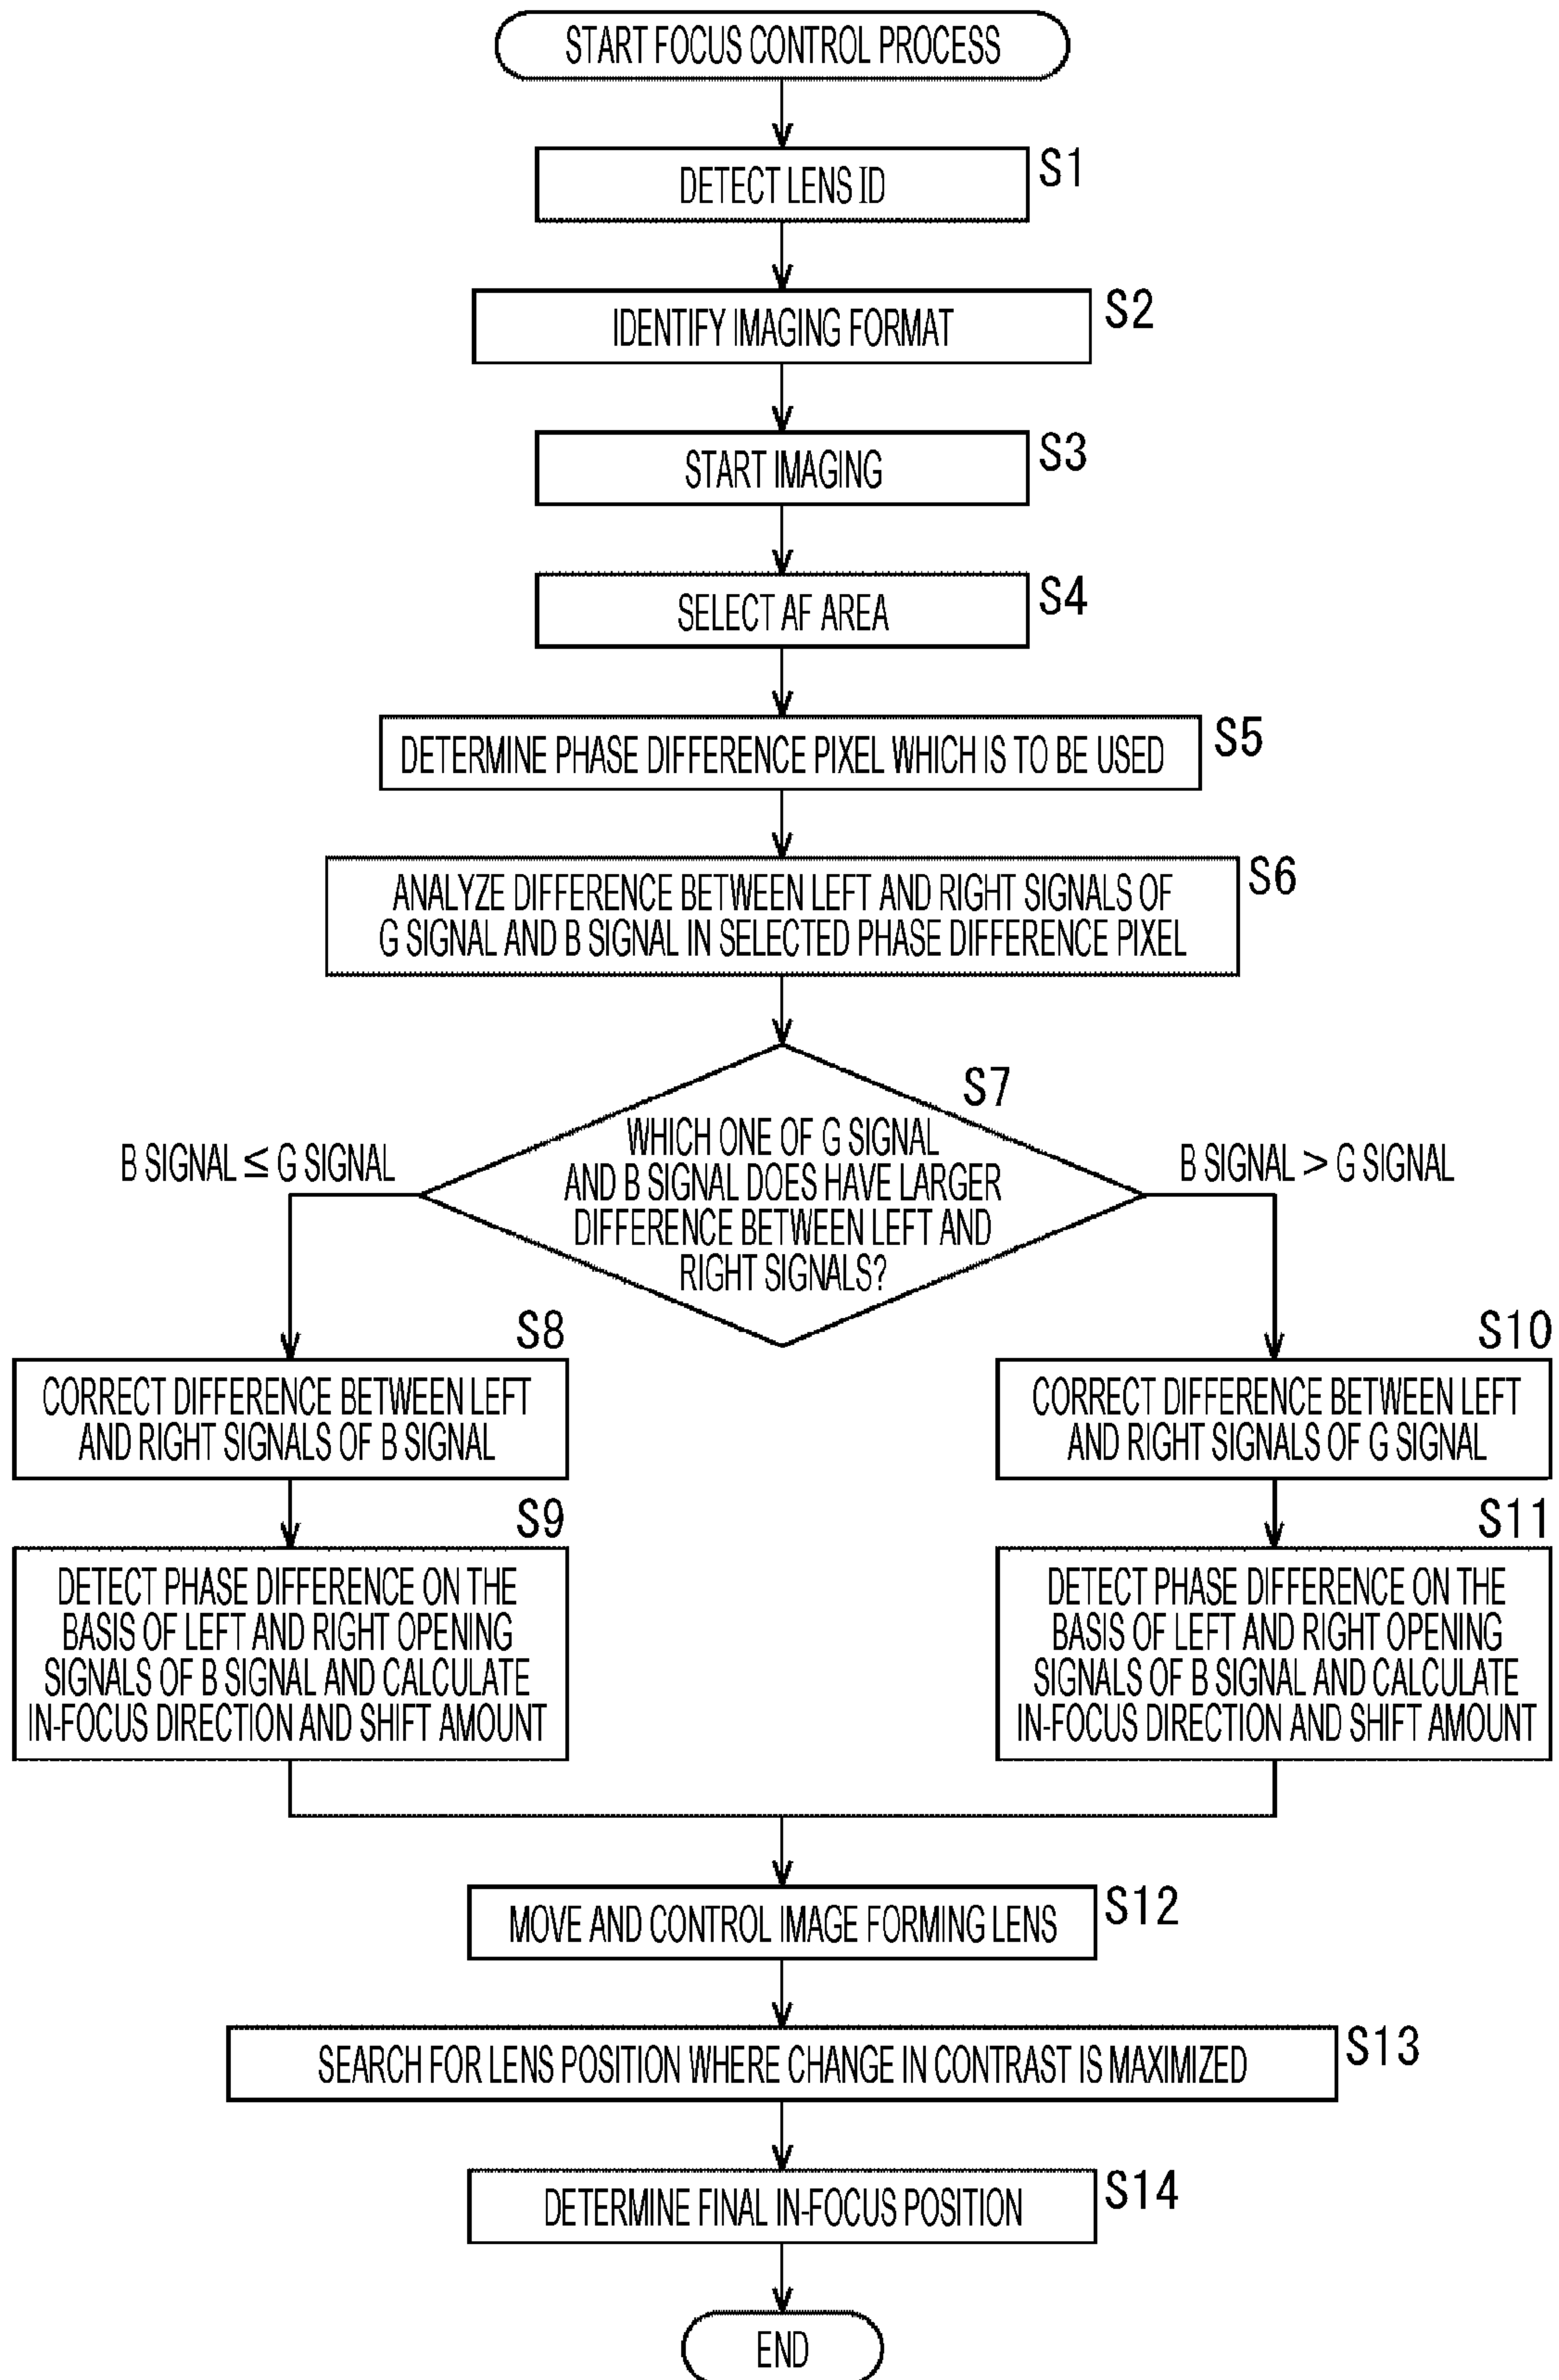 START FOCUS CONTROL PROCESS
DETECT LENS ID
S1
IDENTIFY IMAGING FORMAT
S2
START IMAGING
S3
SELECT AF AREA
S4
DETERMINE PHASE DIFFERENCE PIXEL WHICH IS TO BE USED
S5
ANALYZE DIFFERENCE BETWEEN LEFT AND RIGHT SIGNALS OF
G SIGNAL AND B SIGNAL IN SELECTED PHASE DIFFERENCE PIXEL
S6
S7
WHICH ONE OF G SIGNAL
AND B SIGNAL DOES HAVE LARGER
DIFFERENCE BETWEEN LEFT AND
RIGHT SIGNALS?
B SIGNAL ≤ G SIGNAL
B SIGNAL > G SIGNAL
S8
CORRECT DIFFERENCE BETWEEN LEFT
AND RIGHT SIGNALS OF B SIGNAL
S9
DETECT PHASE DIFFERENCE ON THE
BASIS OF LEFT AND RIGHT OPENING
SIGNALS OF B SIGNAL AND CALCULATE
IN-FOCUS DIRECTION AND SHIFT AMOUNT
S10
CORRECT DIFFERENCE BETWEEN LEFT
AND RIGHT SIGNALS OF G SIGNAL
S11
DETECT PHASE DIFFERENCE ON THE
BASIS OF LEFT AND RIGHT OPENING
SIGNALS OF B SIGNAL AND CALCULATE
IN-FOCUS DIRECTION AND SHIFT AMOUNT
MOVE AND CONTROL IMAGE FORMING LENS
S12
SEARCH FOR LENS POSITION WHERE CHANGE IN CONTRAST IS MAXIMIZED
S13
DETERMINE FINAL IN-FOCUS POSITION
S14
END